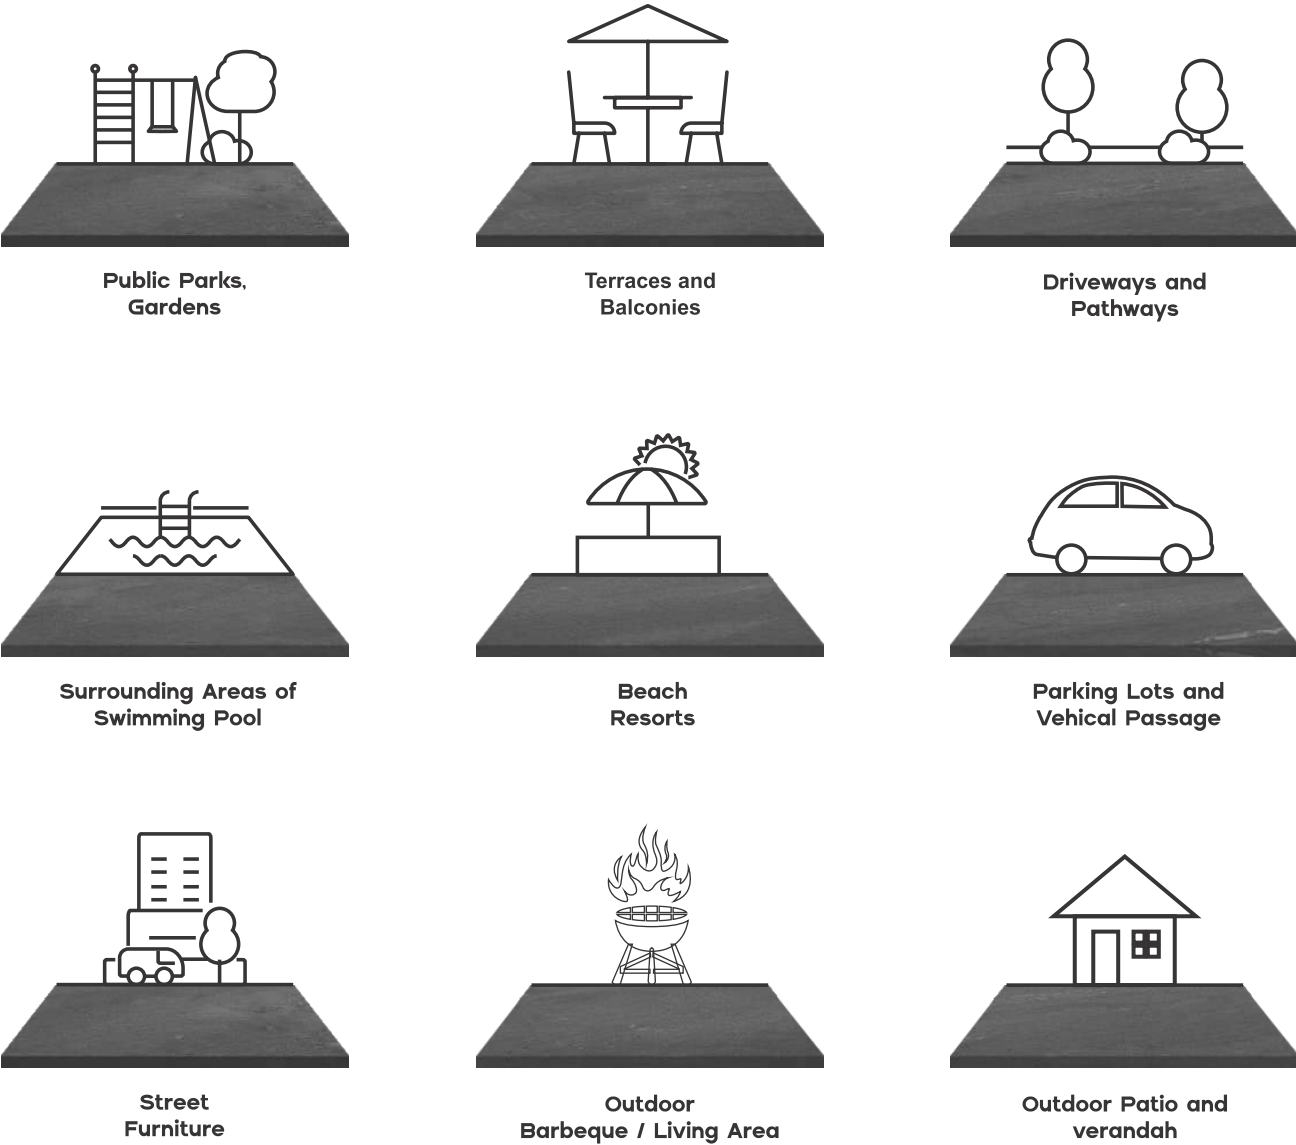 Public Parks,
Gardens
Terraces and
Balconies
Driveways and
Pathways
Surrounding Areas of
Swimming Pool
Beach
Resorts
Parking Lots and
Vehical Passage
Street
Furniture
Outdoor
Barbeque / Living Area
Outdoor Patio and
verandah